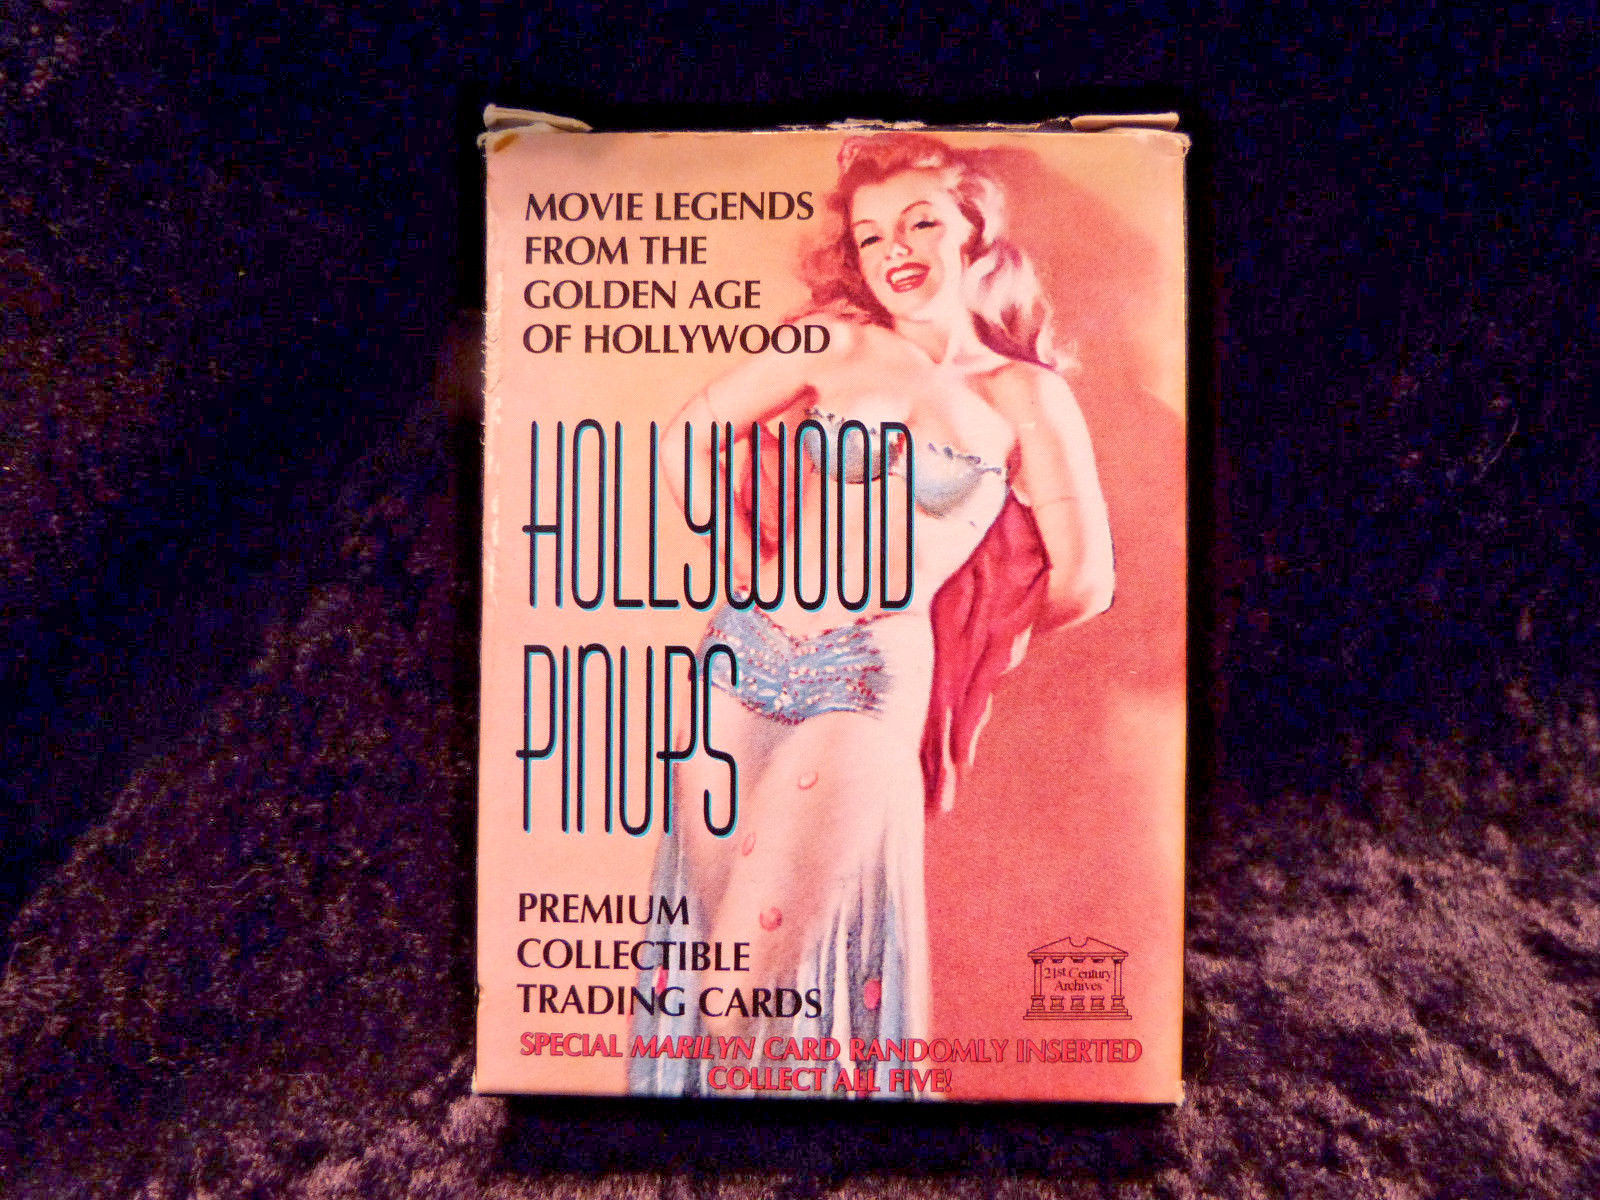 MOVIE LEGENDS
FROM THE
GOLDEN AGE
OF HOLLYWOOD
HOLLYWOOD
PINUPS
PREMIUM
COLLECTIBLE
TRADING CARDS
21st Century
Archives
SPECIAL MARILYN CARD RANDOMLY INSERTED
COLLECT ALL FIVE!